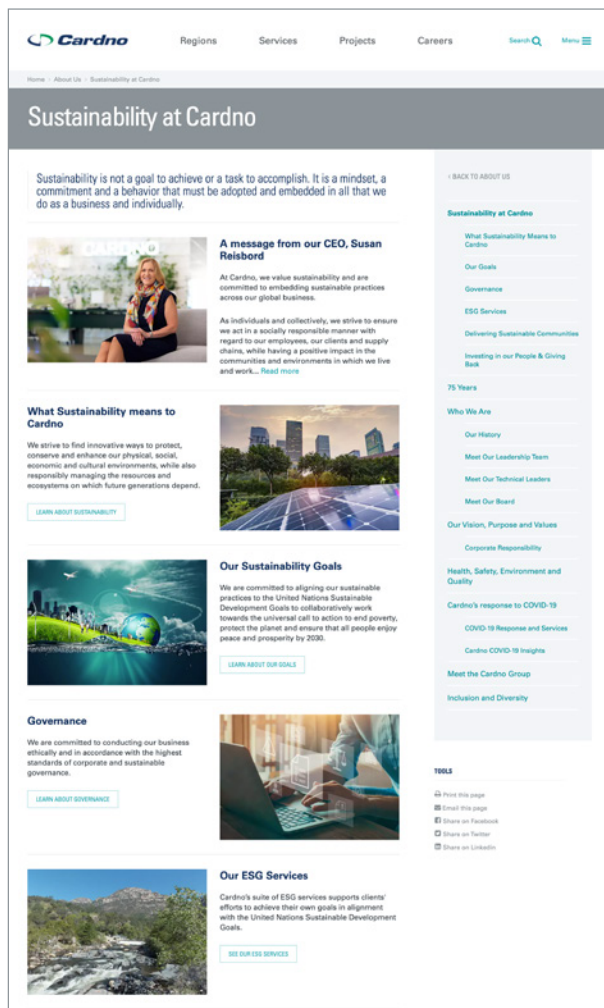 Cardno
Regions
Services
Projects
Careers
Search
Menu
Home > About Us > Sustainability at Cardno
Sustainability at Cardno
Sustainability is not a goal to achieve or a task to accomplish. It is a mindset, a
commitment and a behavior that must be adopted and embedded in all that we
do as a business and individually.
CARDNO
A message from our CEO, Susan
Reisbord
At Cardno, we value sustainability and are
committed to embedding sustainable practices
across our global business.
As individuals and collectively, we strive to ensure
we act in a socially responsible manner with
regard to our employees, our clients and supply
chains, while having a positive impact in the
communities and environments in which we live
and work... Read more
What Sustainability means to
Cardno
We strive to find innovative ways to protect,
conserve and enhance our physical, social,
economic and cultural environments, while also
responsibly managing the resources and
ecosystems on which future generations depend.
LEARN ABOUT SUSTAINABILITY
Our Sustainability Goals
We are committed to aligning our sustainable
practices to the United Nations Sustainable
Development Goals to collaboratively work
towards the universal call to action to end poverty,
protect the planet and ensure that all people enjoy
peace and prosperity by 2030.
LEARN ABOUT OUR GOALS
Governance
We are committed to conducting our business
ethically and in accordance with the highest
standards of corporate and sustainable
governance.
LEARN ABOUT GOVERNANCE
Our ESG Services
Cardno's suite of ESG services supports clients'
efforts to achieve their own goals in alignment
with the United Nations Sustainable Development
Goals.
SEE OUR ESG SERVICES
‹ BACK TO ABOUT US
Sustainability at Cardno
What Sustainability Means to
Cardno
Our Goals
Governance
ESG Services
Delivering Sustainable Communities
Investing in our People & Giving
Back
75 Years
Who We Are
Our History
Meet Our Leadership Team
Meet Our Technical Leaders
Meet Our Board
Our Vision, Purpose and Values
Corporate Responsibility
Health, Safety, Environment and
Quality
Cardno's response to COVID-19
COVID-19 Response and Services
Cardno COVID-19 Insights
Meet the Cardno Group
Inclusion and Diversity
TOOLS
Print this page
Email this page
Share on Facebook
Share on Twitter
Share on LinkedIn